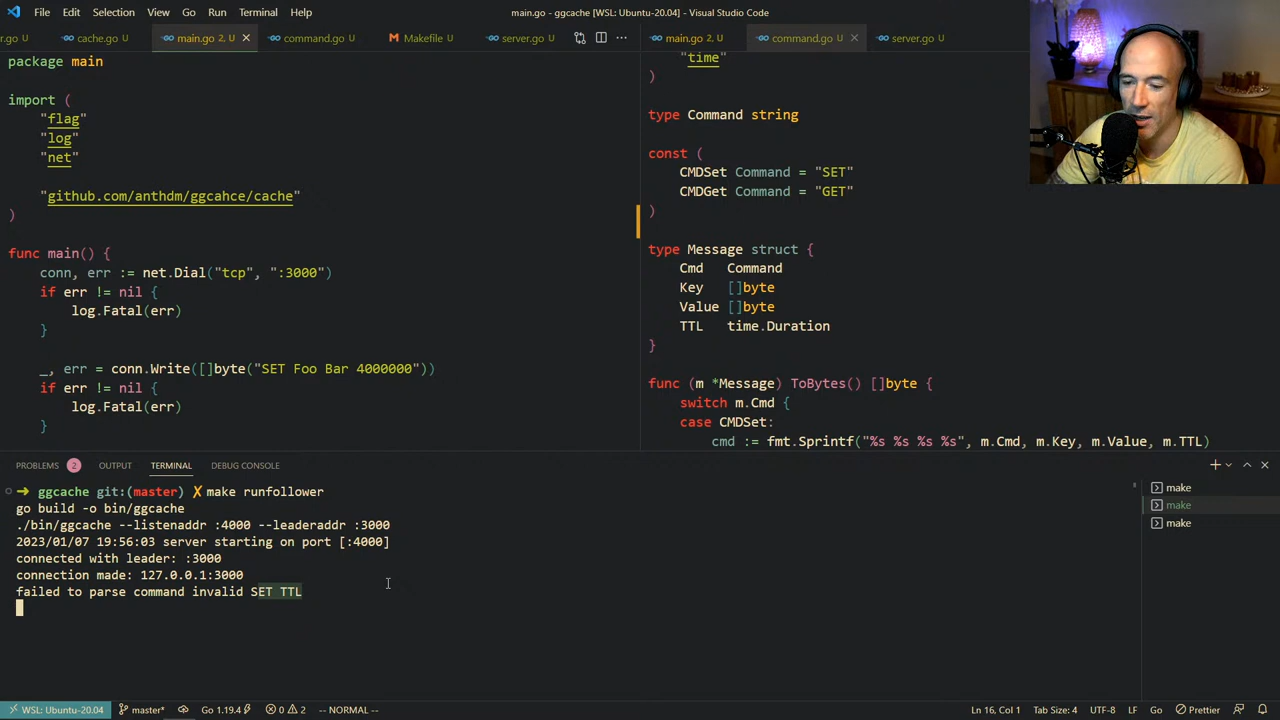 File Edit Selection View Go Run Terminal Help
main.go - ggcache [WSL: Ubuntu-20.04] - Visual Studio Code
r.go U cache.go U main.go 2, U command.go U Makefile U server.go U
package main
import (
"flag"
"log"
"net"
"github.com/anthdm/ggcahce/cache"
)
func main() {
conn, err := net.Dial("tcp", ":3000")
if err != nil {
log.Fatal(err)
}
_, err = conn.Write([]byte("SET Foo Bar 4000000"))
if err != nil {
log.Fatal(err)
}
main.go 2, U command.go U server.go U
"time"
)
type Command string
const (
CMDSet Command = "SET"
CMDGet Command = "GET"
)
type Message struct {
Cmd Command
Key []byte
Value []byte
TTL time.Duration
}
func (m *Message) ToBytes() []byte {
switch m.Cmd {
case CMDSet:
cmd := fmt.Sprintf("%s %s %s %s", m.Cmd, m.Key, m.Value, m.TTL)
PROBLEMS 2 OUTPUT TERMINAL DEBUG CONSOLE
➜ ggcache git:(master) ✗ make runfollower
go build -o bin/ggcache
./bin/ggcache --listenaddr :4000 --leaderaddr :3000
2023/01/07 19:56:03 server starting on port [:4000]
connected with leader: :3000
connection made: 127.0.0.1:3000
failed to parse command invalid SET TTL
make
make
make
WSL: Ubuntu-20.04 master* Go 1.19.4 0 2 -- NORMAL -- Ln 16, Col 1 Tab Size: 4 UTF-8 LF Go Prettier